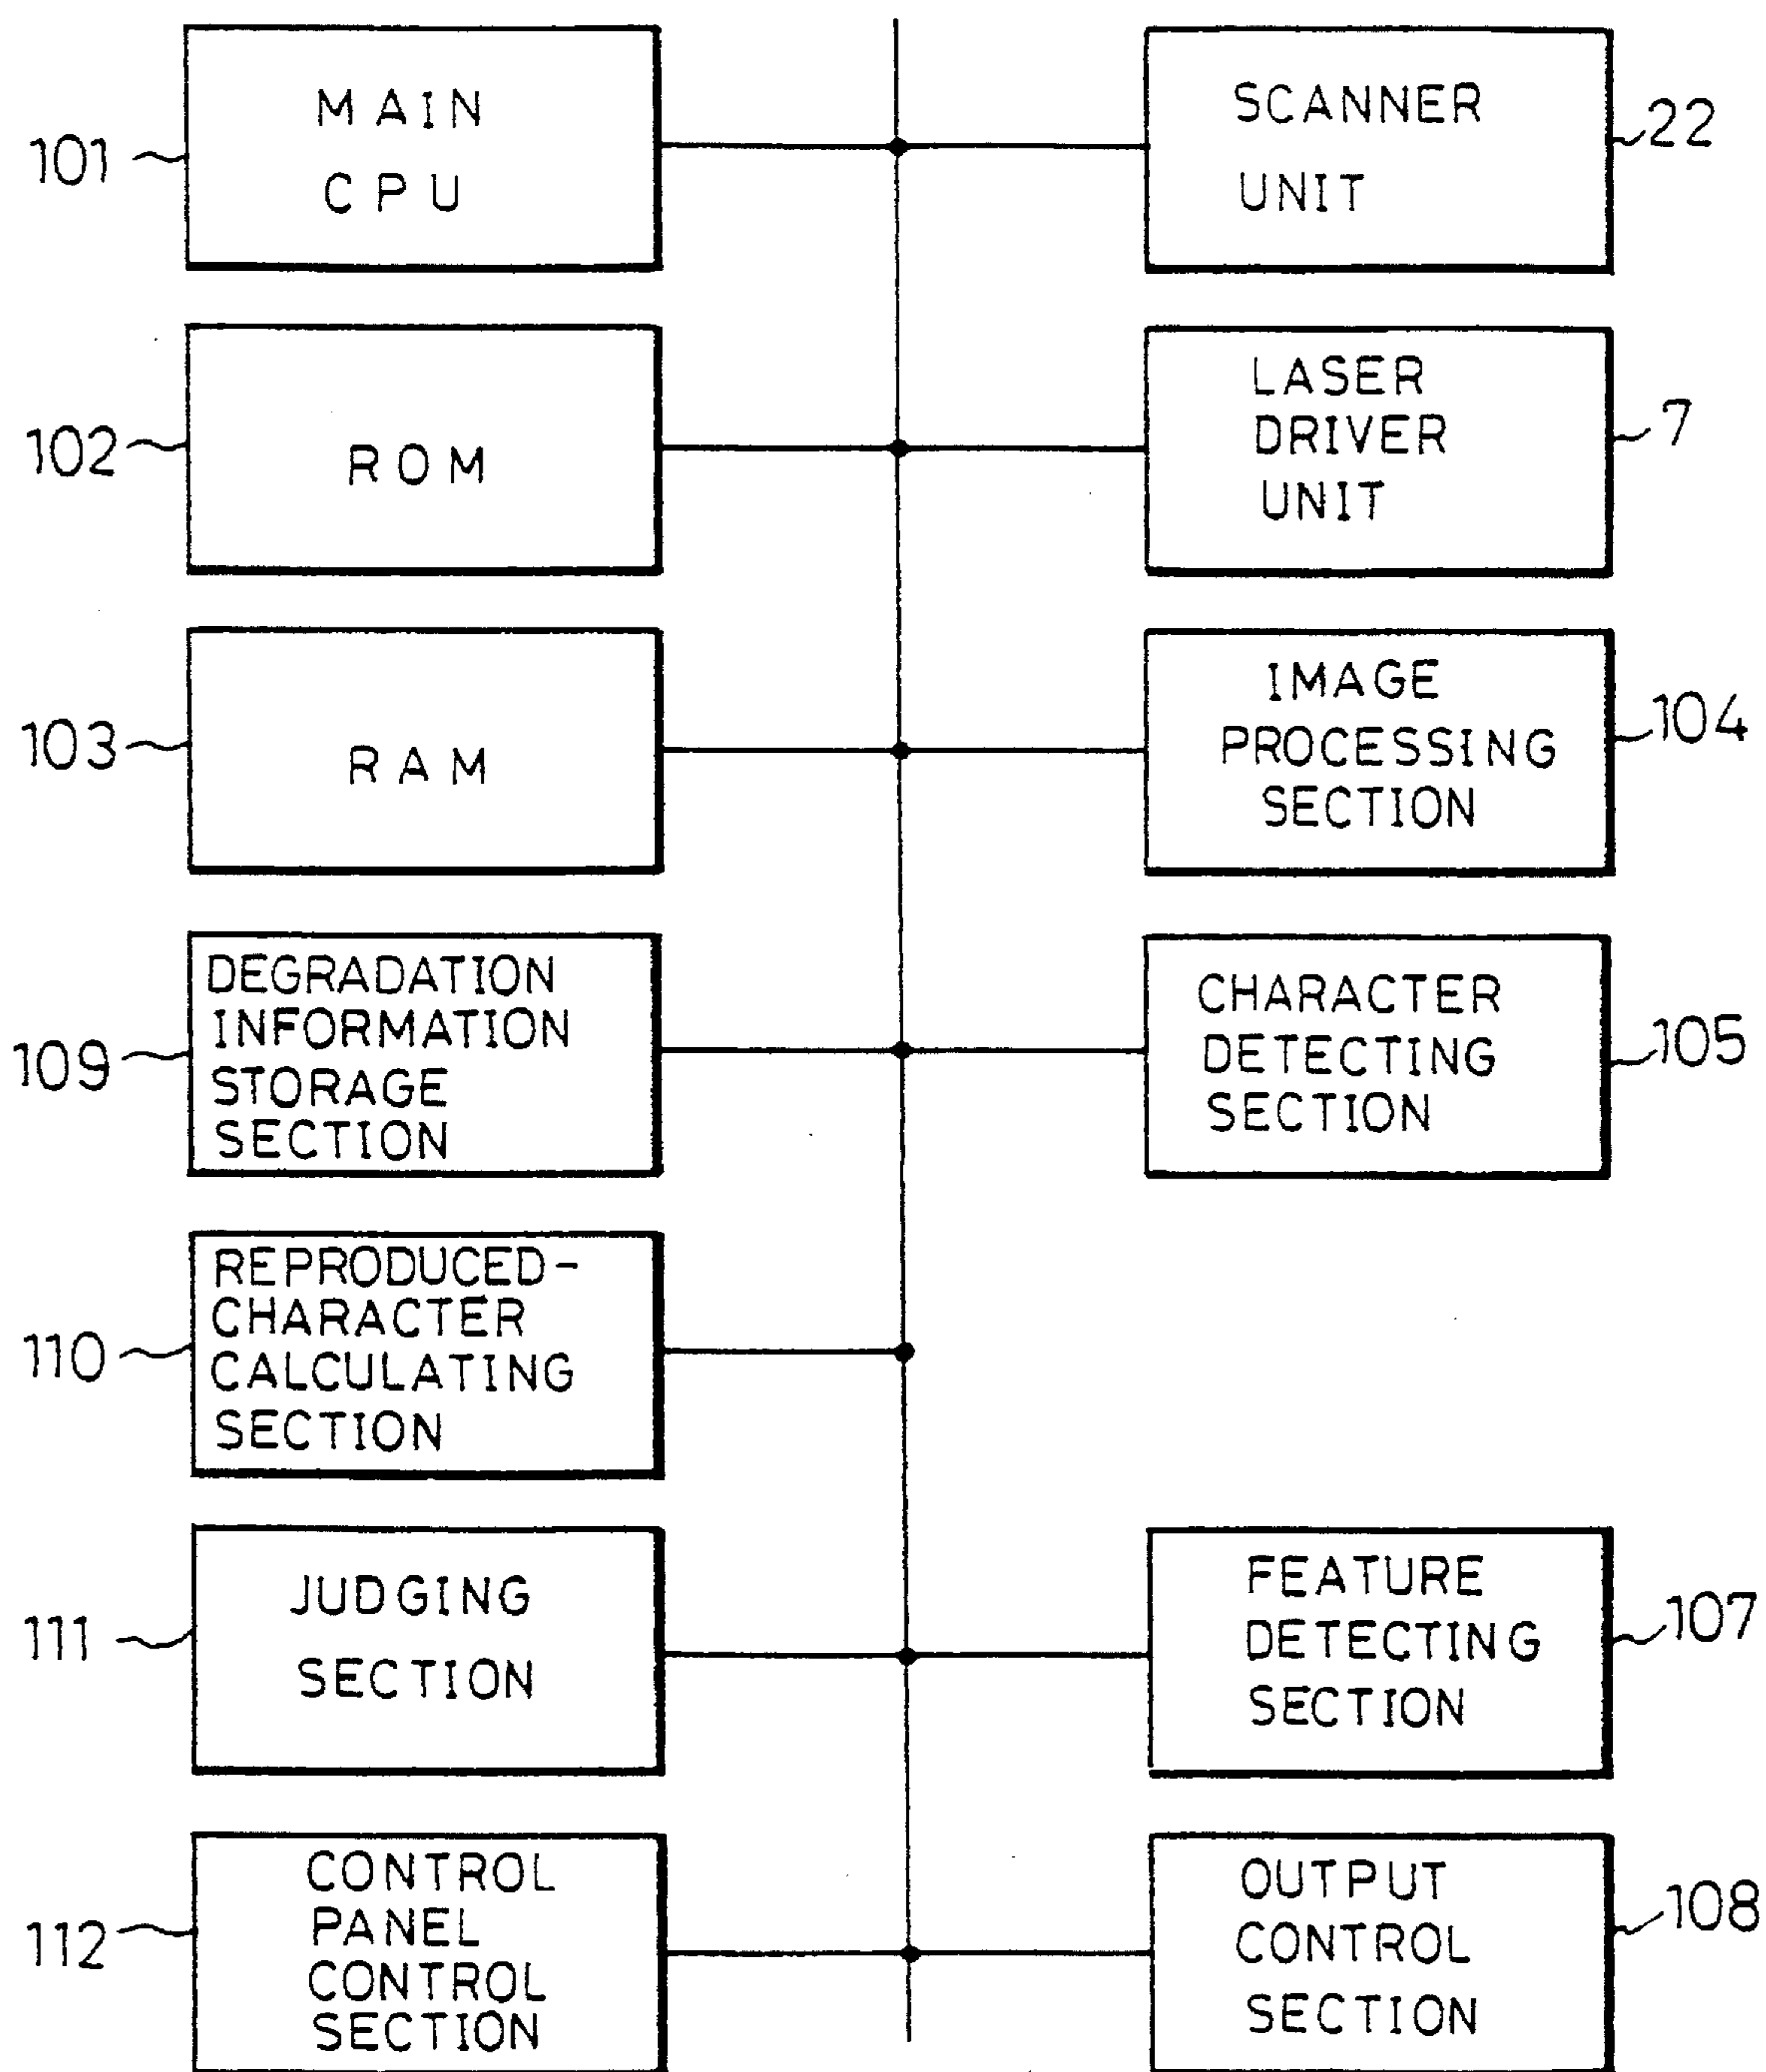 MAIN
CPU
101
SCANNER
UNIT
22
ROM
102
LASER
DRIVER
UNIT
7
RAM
103
IMAGE
PROCESSING
SECTION
104
DEGRADATION
INFORMATION
STORAGE
SECTION
109
CHARACTER
DETECTING
SECTION
105
REPRODUCED-
CHARACTER
CALCULATING
SECTION
110
JUDGING
SECTION
111
FEATURE
DETECTING
SECTION
107
CONTROL
PANEL
CONTROL
SECTION
112
OUTPUT
CONTROL
SECTION
108